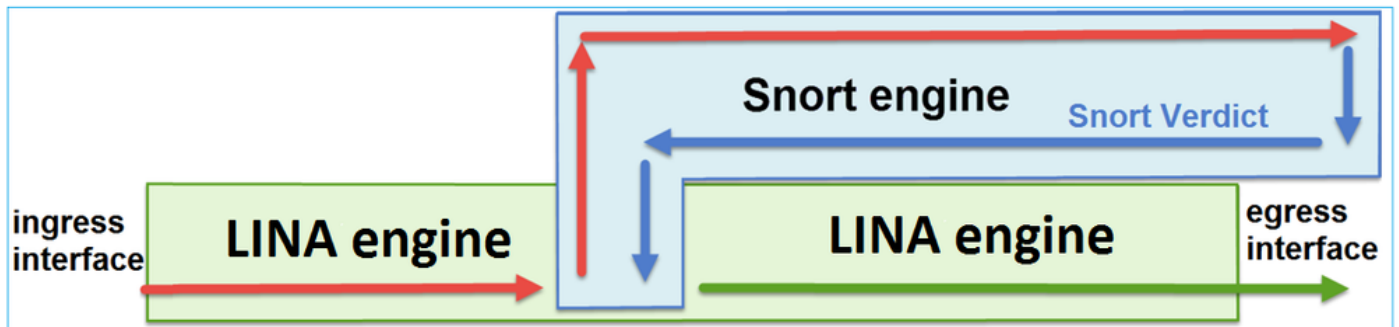 Snort engine
Snort Verdict
ingress
interface
LINA engine
LINA engine
egress
interface